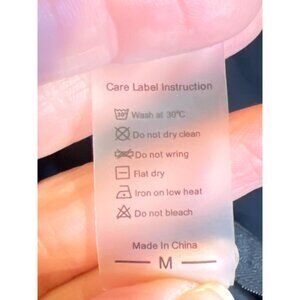 Care Label Instruction
30°
Wash at 30°C
Do not dry clean
Do not wring
Flat dry
Iron on low heat
Do not bleach
Made In China
M